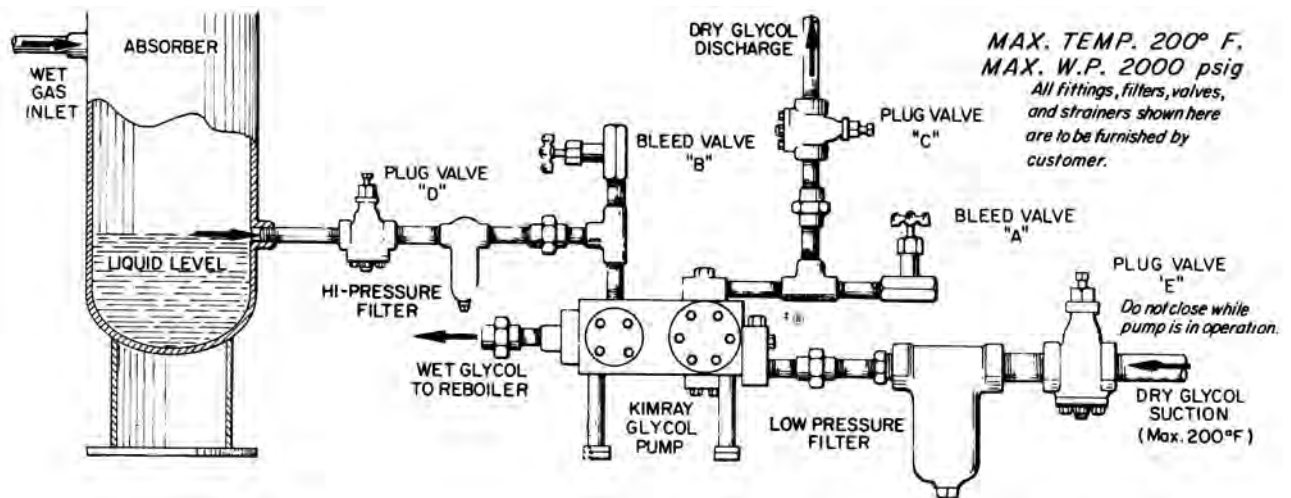 ABSORBER
WET
GAS
INLET
LIQUID LEVEL
PLUG VALVE
"D"
HI-PRESSURE
FILTER
BLEED VALVE
"B"
DRY GLYCOL
DISCHARGE
PLUG VALVE
"C"
MAX. TEMP. 200° F.
MAX. W.P. 2000 psig
All fittings, filters, valves,
and strainers shown here
are to be furnished by
customer.
BLEED VALVE
"A"
PLUG VALVE
'E"
Do not close while
pump is in operation.
WET GLYCOL
TO REBOILER
KIMRAY
GLYCOL
PUMP
LOW PRESSURE
FILTER
DRY GLYCOL
SUCTION
(Max. 200°F)